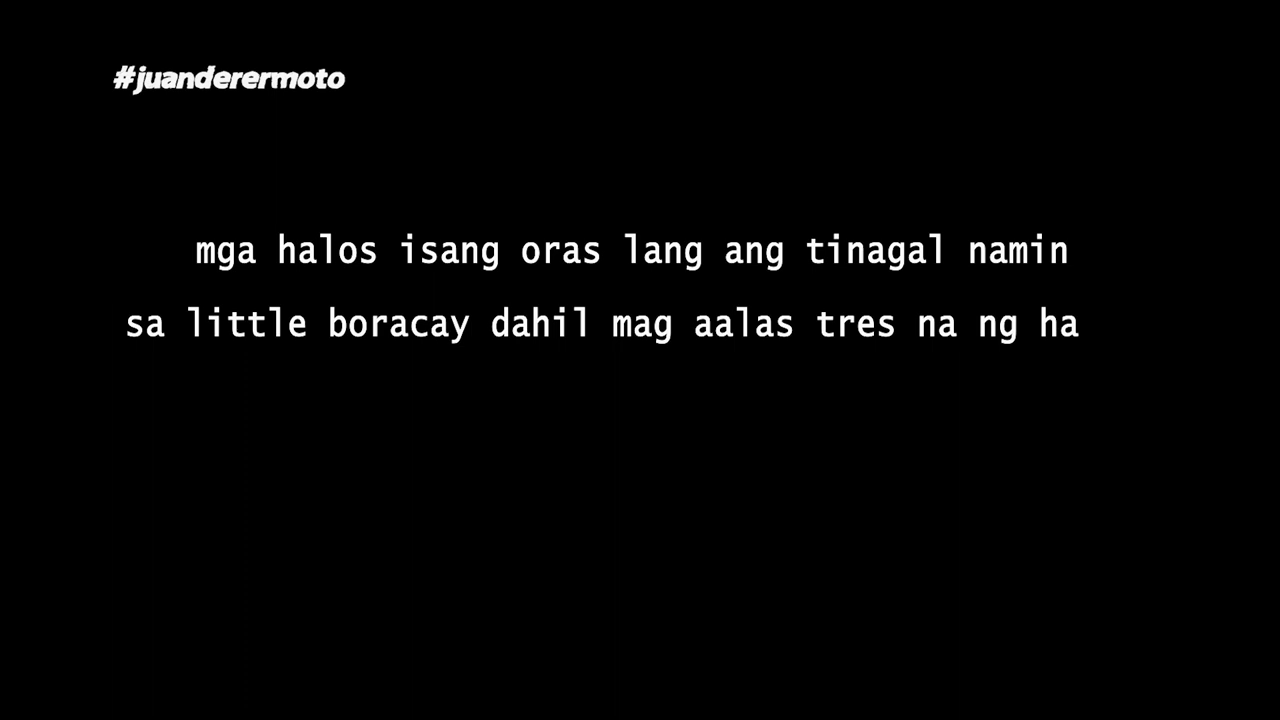 #juanderermoto
mga halos isang oras lang ang tinagal namin
sa little boracay dahil mag aalas tres na ng ha